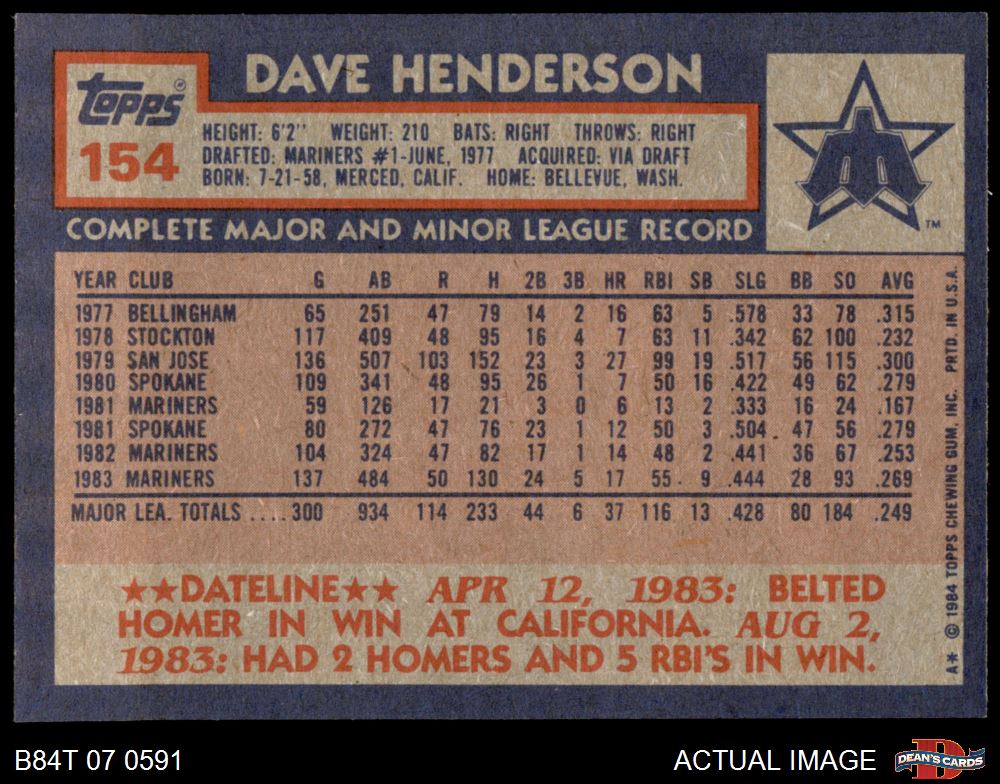 DAVE HENDERSON
Topps®
154
HEIGHT: 6'2" WEIGHT: 210 BATS: RIGHT THROWS: RIGHT
DRAFTED: MARINERS #1-JUNE, 1977 ACQUIRED: VIA DRAFT
BORN: 7-21-58, MERCED, CALIF. HOME: BELLEVUE, WASH.
TM
COMPLETE MAJOR AND MINOR LEAGUE RECORD
YEAR CLUB G AB R H 2B 3B HR RBI SB SLG BB SO AVG
1977 BELLINGHAM 65 251 47 79 14 2 16 63 5 .578 33 78 .315
1978 STOCKTON 117 409 48 95 16 4 7 63 11 .342 62 100 .232
1979 SAN JOSE 136 507 103 152 23 3 27 99 19 .517 56 115 .300
1980 SPOKANE 109 341 48 95 26 1 7 50 16 .422 49 62 .279
1981 MARINERS 59 126 17 21 3 0 6 13 2 .333 16 24 .167
1981 SPOKANE 80 272 47 76 23 1 12 50 3 .504 47 56 .279
1982 MARINERS 104 324 47 82 17 1 14 48 2 .441 36 67 .253
1983 MARINERS 137 484 50 130 24 5 17 55 9 .444 28 93 .269
MAJOR LEA. TOTALS .... 300 934 114 233 44 6 37 116 13 .428 80 184 .249
★★DATELINE★★ APR 12, 1983: BELTED
HOMER IN WIN AT CALIFORNIA. AUG 2,
1983: HAD 2 HOMERS AND 5 RBI'S IN WIN.
A* © 1984 TOPPS CHEWING GUM, INC. PRTD. IN U.S.A.
B84T 07 0591
ACTUAL IMAGE
D
DEAN'S CARDS